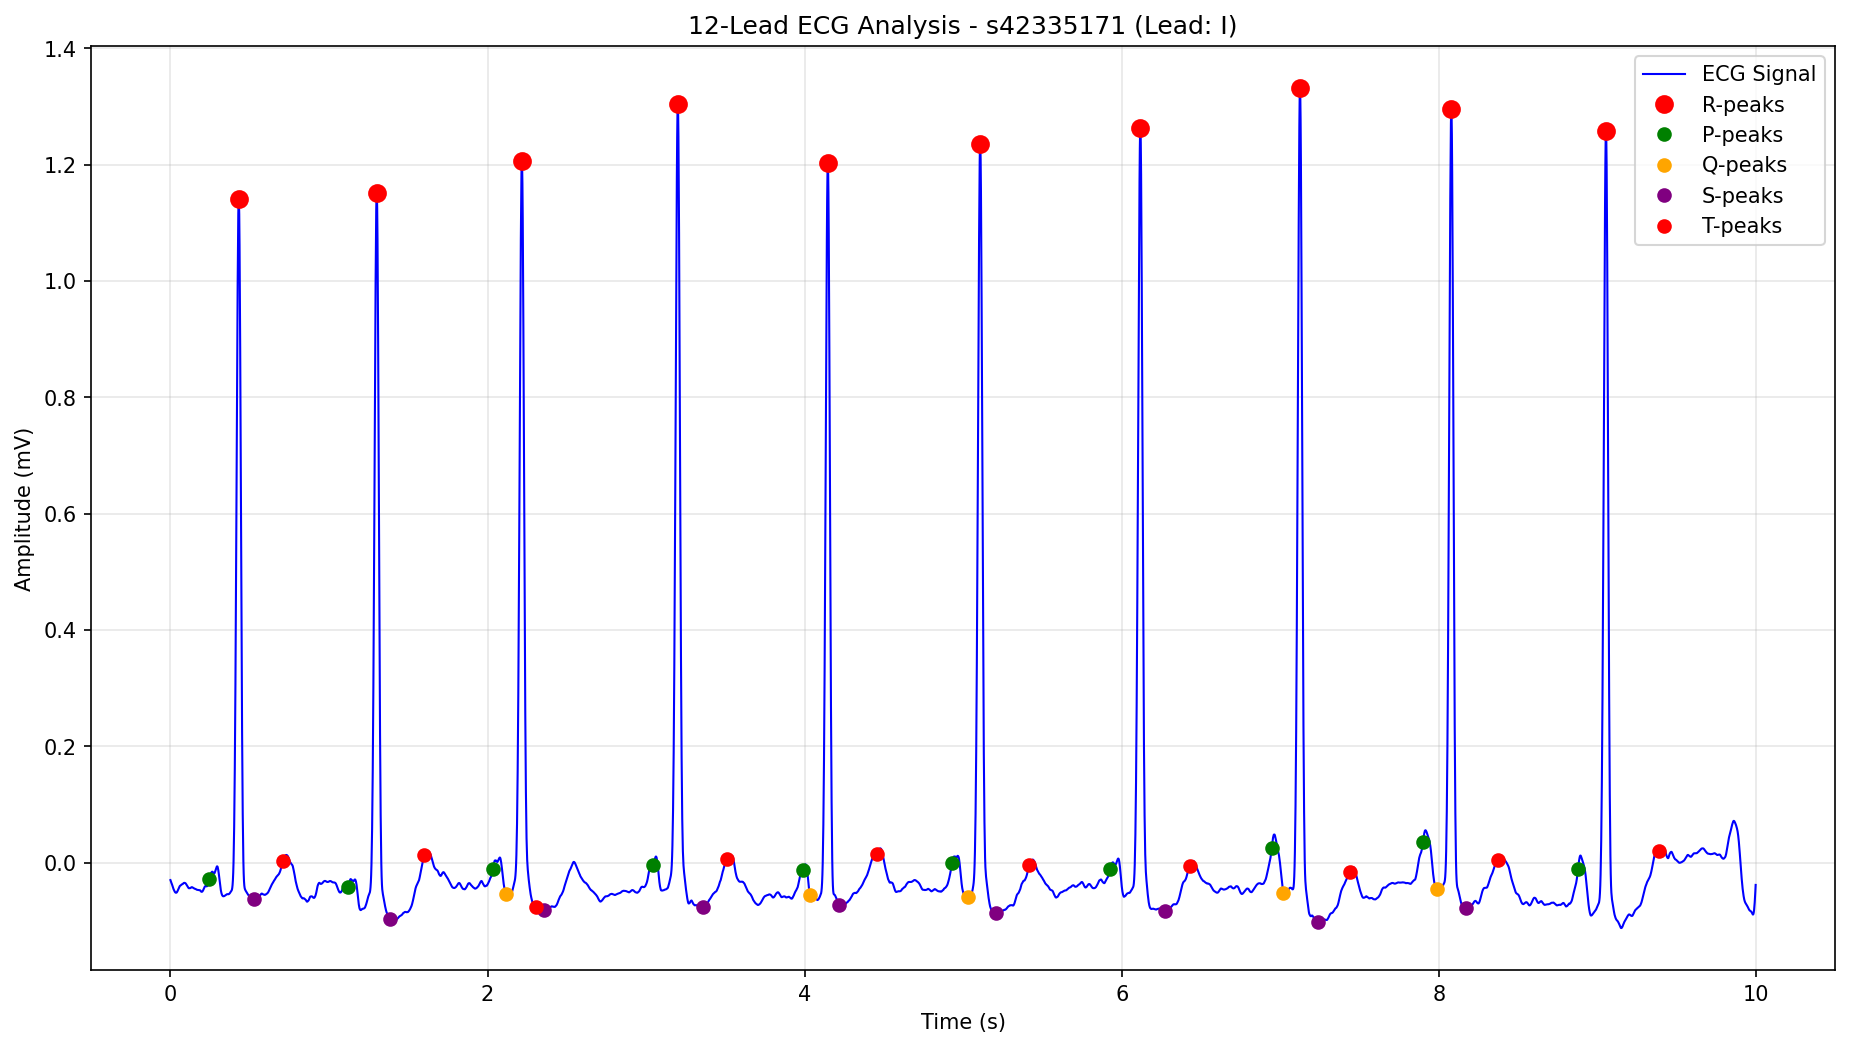 12-Lead ECG Analysis - s42335171 (Lead: I)
ECG Signal
R-peaks
P-peaks
Q-peaks
S-peaks
T-peaks
Amplitude (mV)
1.4
1.2
1.0
0.8
0.6
0.4
0.2
0.0
0 2 4 6 8 10
Time (s)